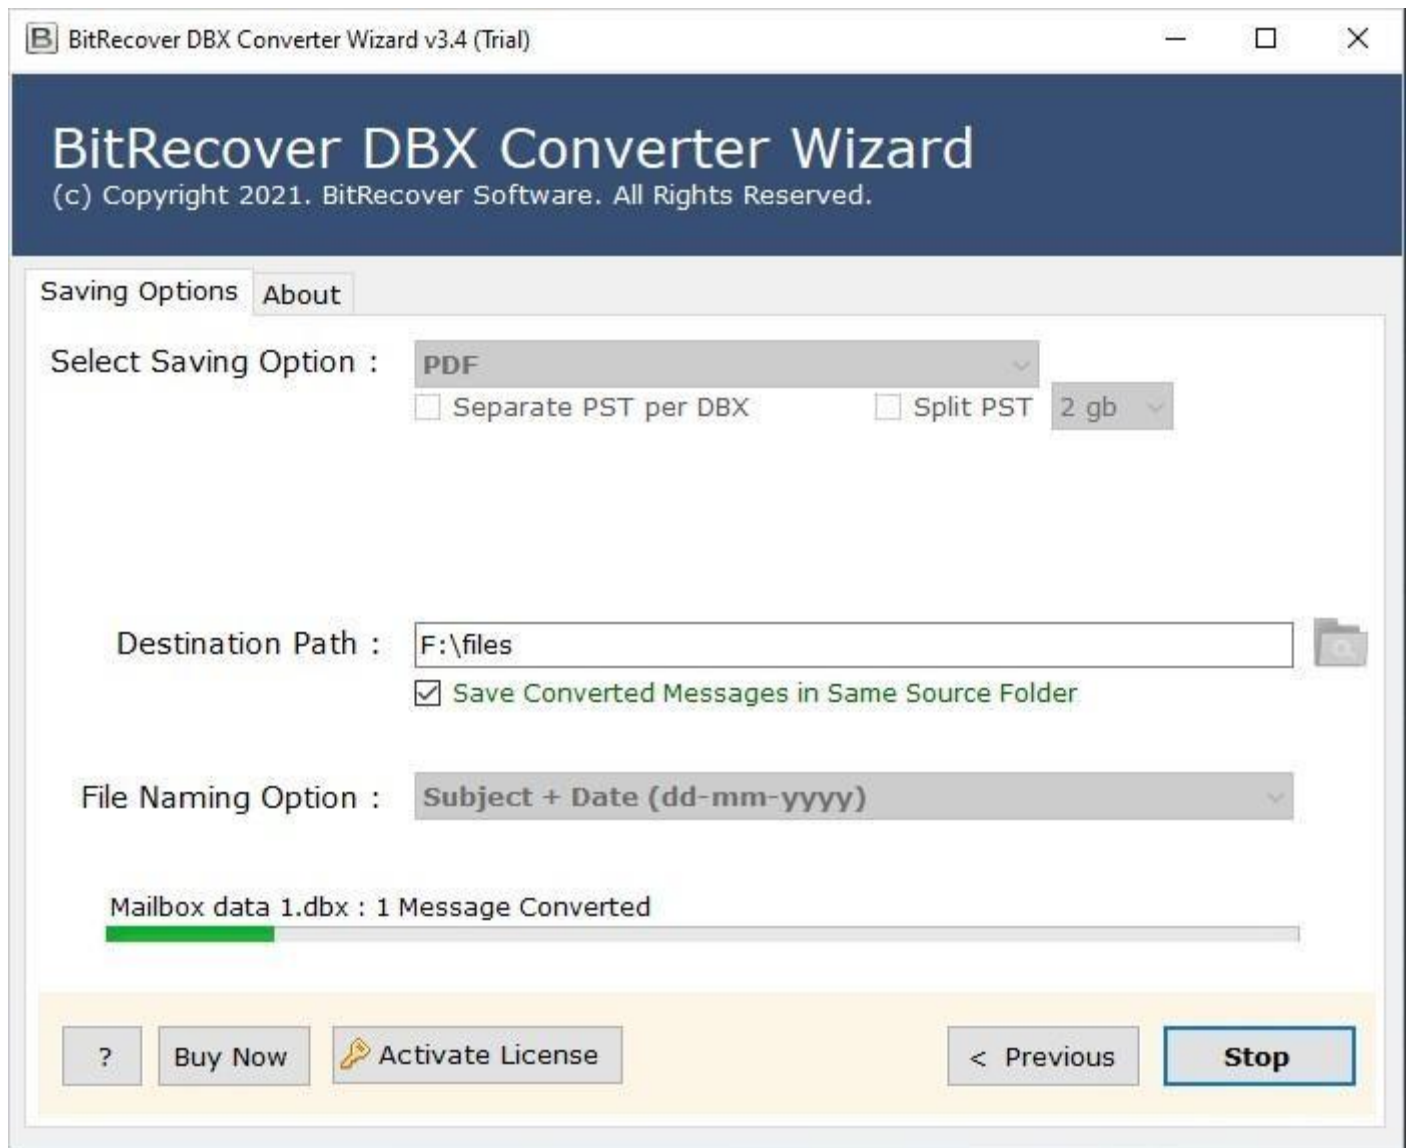 B BitRecover DBX Converter Wizard v3.4 (Trial)
BitRecover DBX Converter Wizard
(c) Copyright 2021. BitRecover Software. All Rights Reserved.
Saving Options About
Select Saving Option : PDF
Separate PST per DBX Split PST 2 gb
Destination Path : F:\files
Save Converted Messages in Same Source Folder
File Naming Option : Subject + Date (dd-mm-yyyy)
Mailbox data 1.dbx : 1 Message Converted
? Buy Now Activate License < Previous Stop